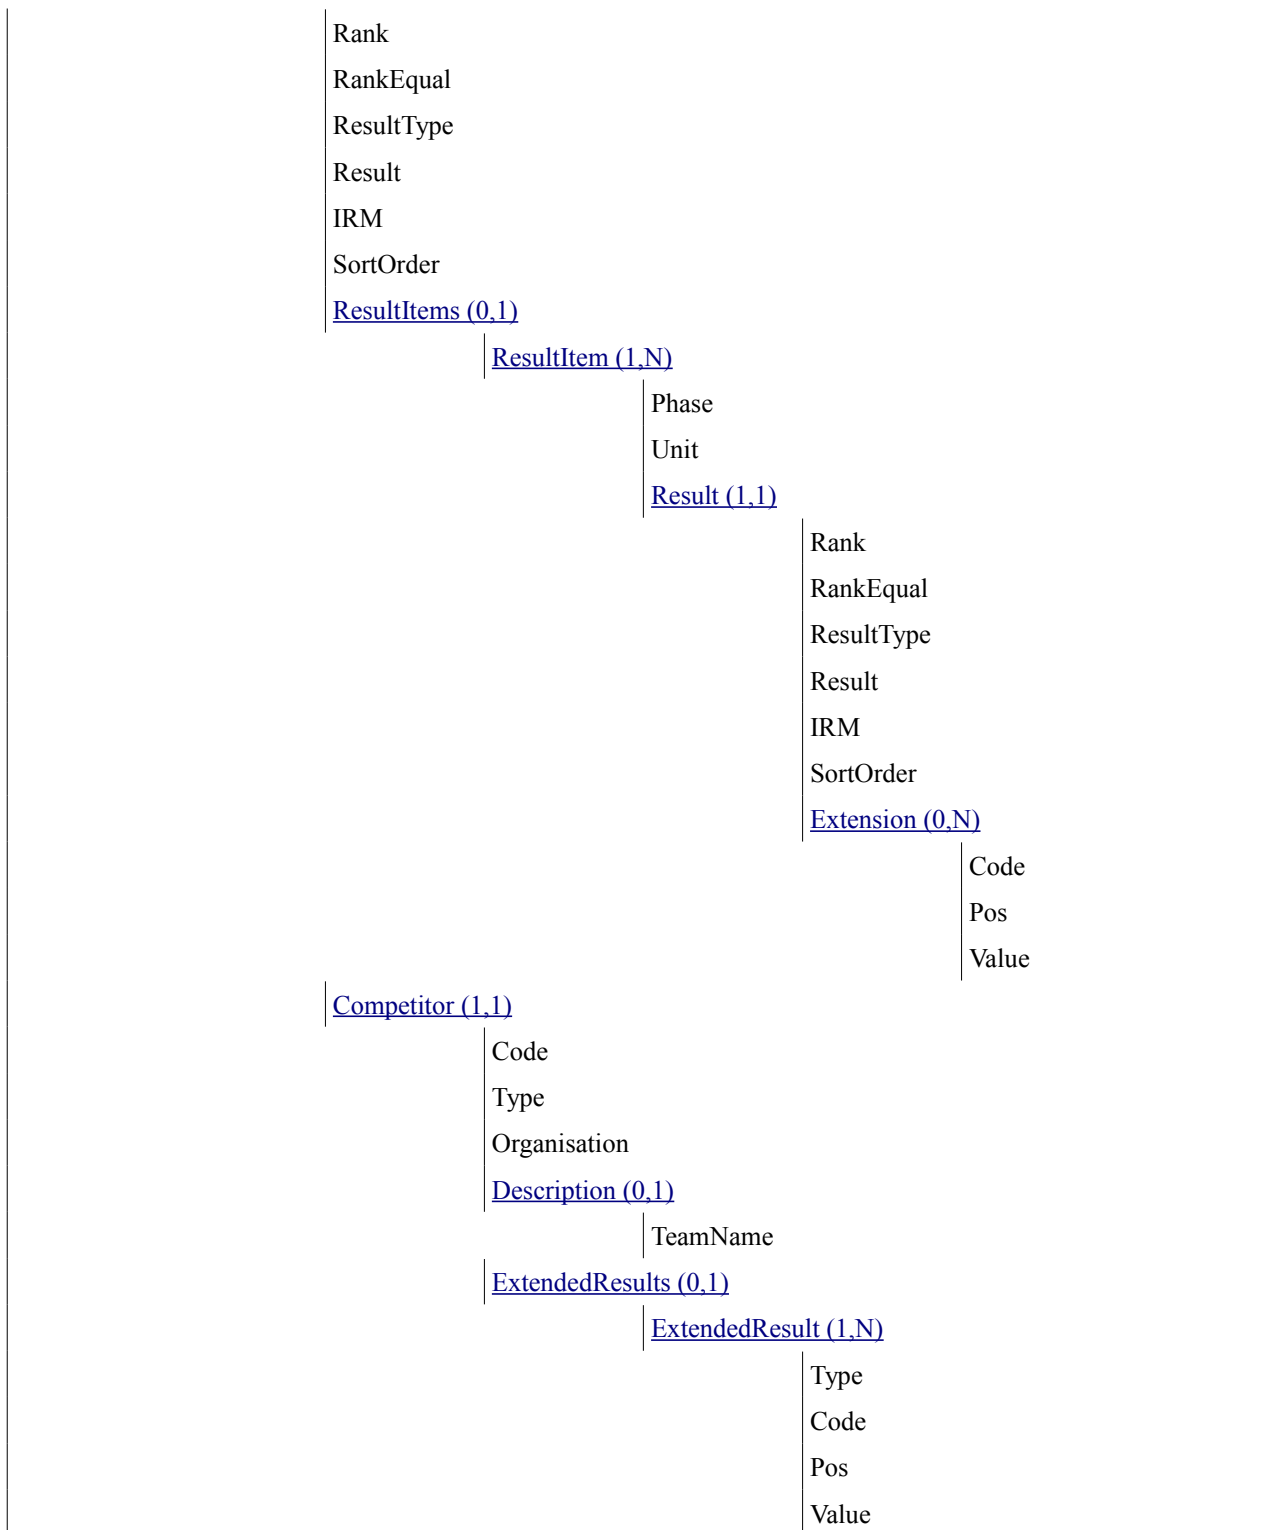 Rank
RankEqual
ResultType
Result
IRM
SortOrder
ResultItems (0,1)
ResultItem (1,N)
Phase
Unit
Result (1,1)
Rank
RankEqual
ResultType
Result
IRM
SortOrder
Extension (0,N)
Code
Pos
Value
Competitor (1,1)
Code
Type
Organisation
Description (0,1)
TeamName
ExtendedResults (0,1)
ExtendedResult (1,N)
Type
Code
Pos
Value